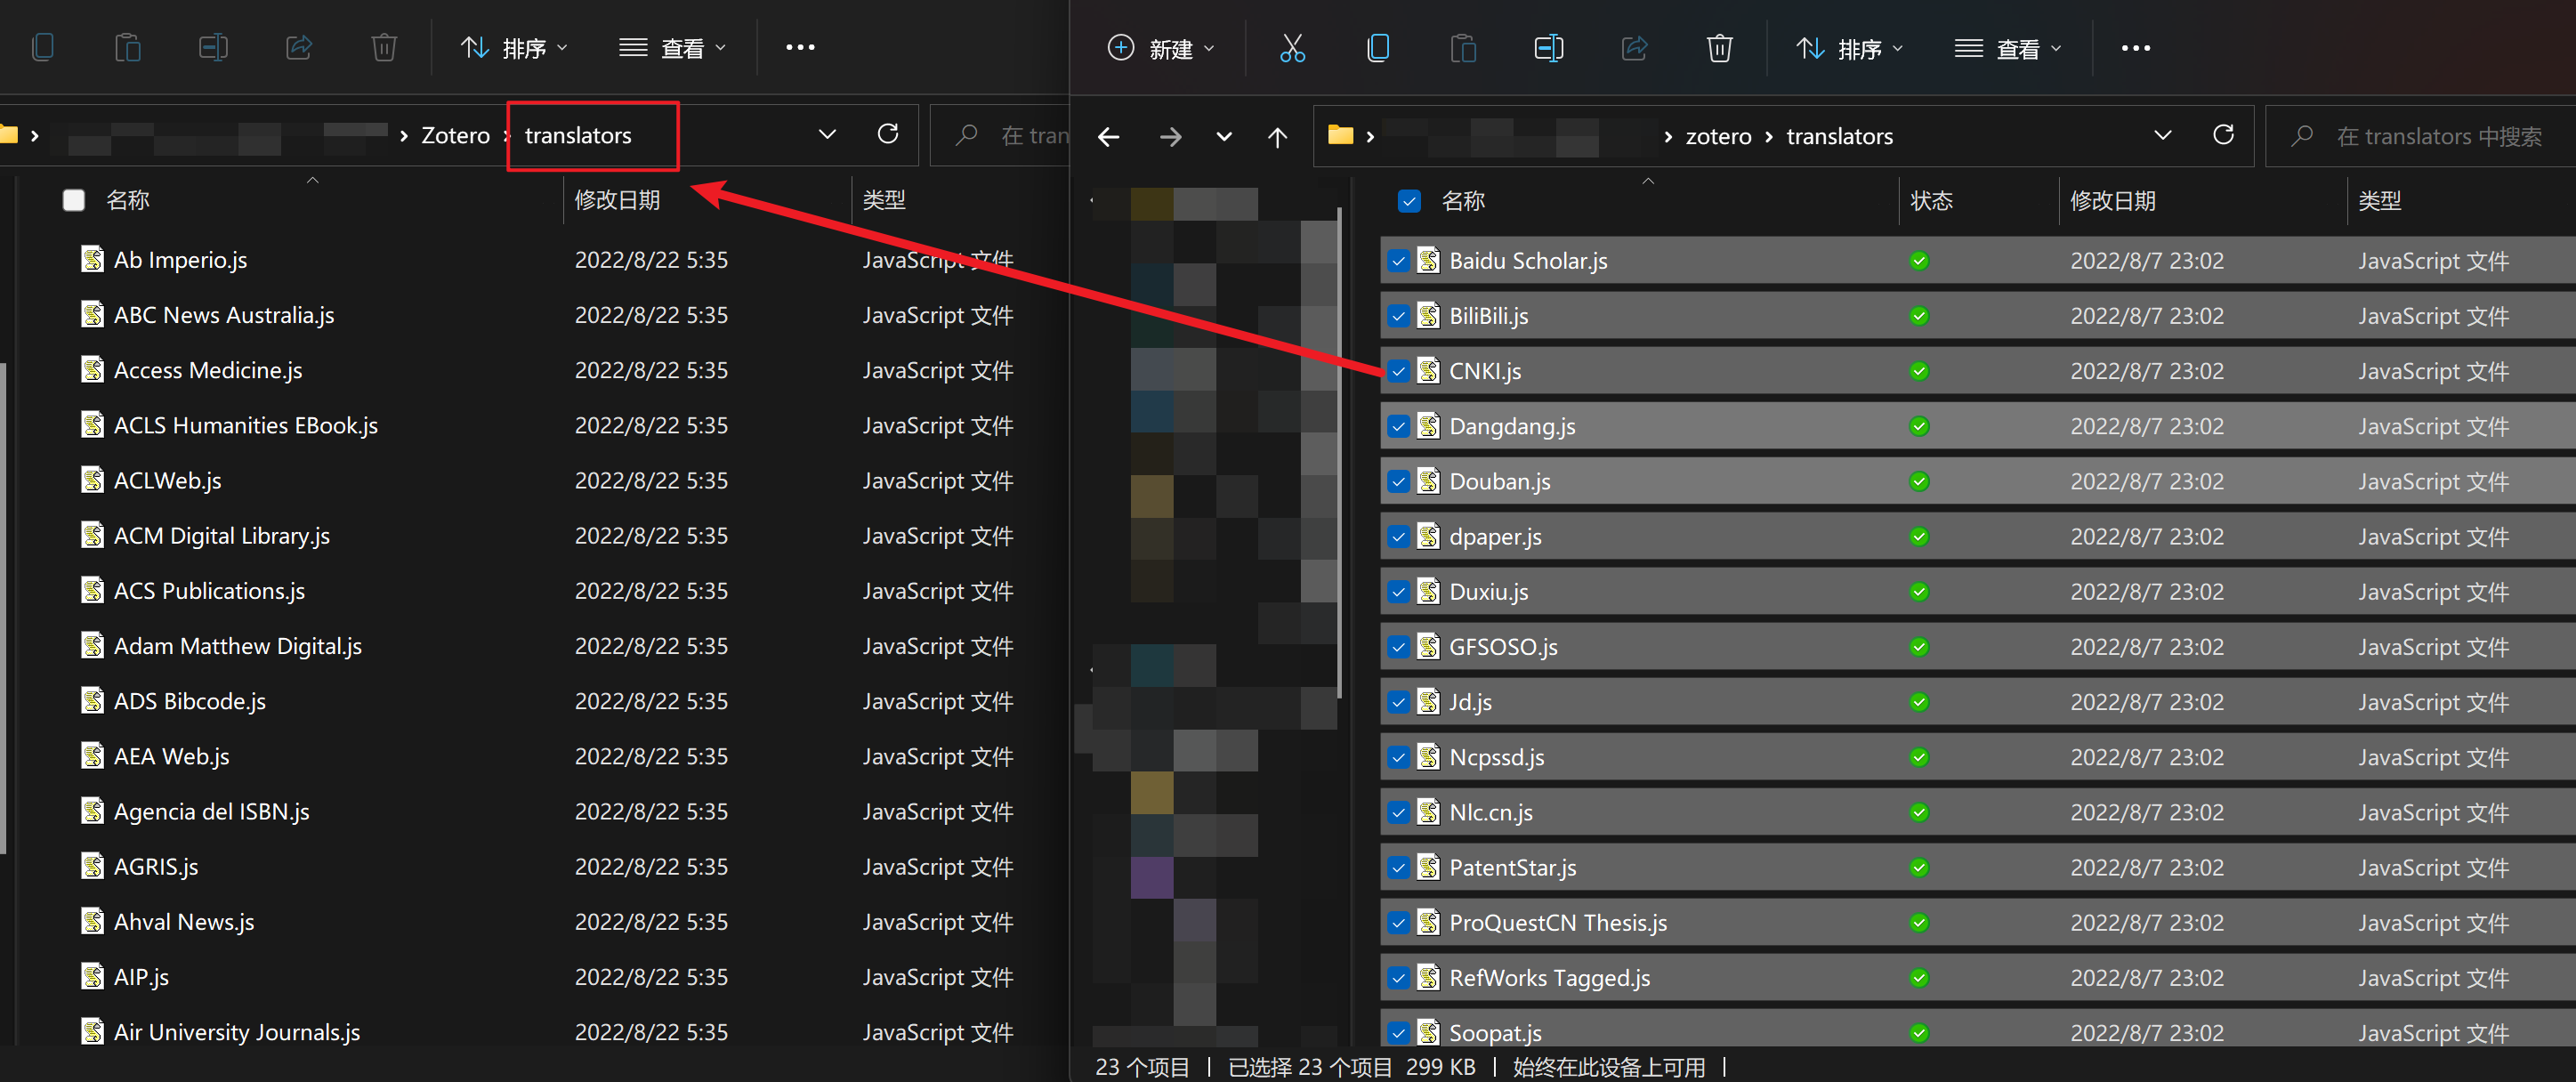 排序
查看
Zotero
translators
在 tran
名称
修改日期
类型
Ab Imperio.js 2022/8/22 5:35 JavaScript 文件
ABC News Australia.js 2022/8/22 5:35 JavaScript 文件
Access Medicine.js 2022/8/22 5:35 JavaScript 文件
ACLS Humanities EBook.js 2022/8/22 5:35 JavaScript 文件
ACLWeb.js 2022/8/22 5:35 JavaScript 文件
ACM Digital Library.js 2022/8/22 5:35 JavaScript 文件
ACS Publications.js 2022/8/22 5:35 JavaScript 文件
Adam Matthew Digital.js 2022/8/22 5:35 JavaScript 文件
ADS Bibcode.js 2022/8/22 5:35 JavaScript 文件
AEA Web.js 2022/8/22 5:35 JavaScript 文件
Agencia del ISBN.js 2022/8/22 5:35 JavaScript 文件
AGRIS.js 2022/8/22 5:35 JavaScript 文件
Ahval News.js 2022/8/22 5:35 JavaScript 文件
AIP.js 2022/8/22 5:35 JavaScript 文件
Air University Journals.js 2022/8/22 5:35 JavaScript 文件
新建
排序
查看
zotero
translators
在 translators 中搜索
名称
状态
修改日期
类型
Baidu Scholar.js 2022/8/7 23:02 JavaScript 文件
BiliBili.js 2022/8/7 23:02 JavaScript 文件
CNKI.js 2022/8/7 23:02 JavaScript 文件
Dangdang.js 2022/8/7 23:02 JavaScript 文件
Douban.js 2022/8/7 23:02 JavaScript 文件
dpaper.js 2022/8/7 23:02 JavaScript 文件
Duxiu.js 2022/8/7 23:02 JavaScript 文件
GFSOSO.js 2022/8/7 23:02 JavaScript 文件
Jd.js 2022/8/7 23:02 JavaScript 文件
Ncpssd.js 2022/8/7 23:02 JavaScript 文件
Nlc.cn.js 2022/8/7 23:02 JavaScript 文件
PatentStar.js 2022/8/7 23:02 JavaScript 文件
ProQuestCN Thesis.js 2022/8/7 23:02 JavaScript 文件
RefWorks Tagged.js 2022/8/7 23:02 JavaScript 文件
Soopat.js 2022/8/7 23:02 JavaScript 文件
23 个项目 | 已选择 23 个项目 299 KB | 始终在此设备上可用 |